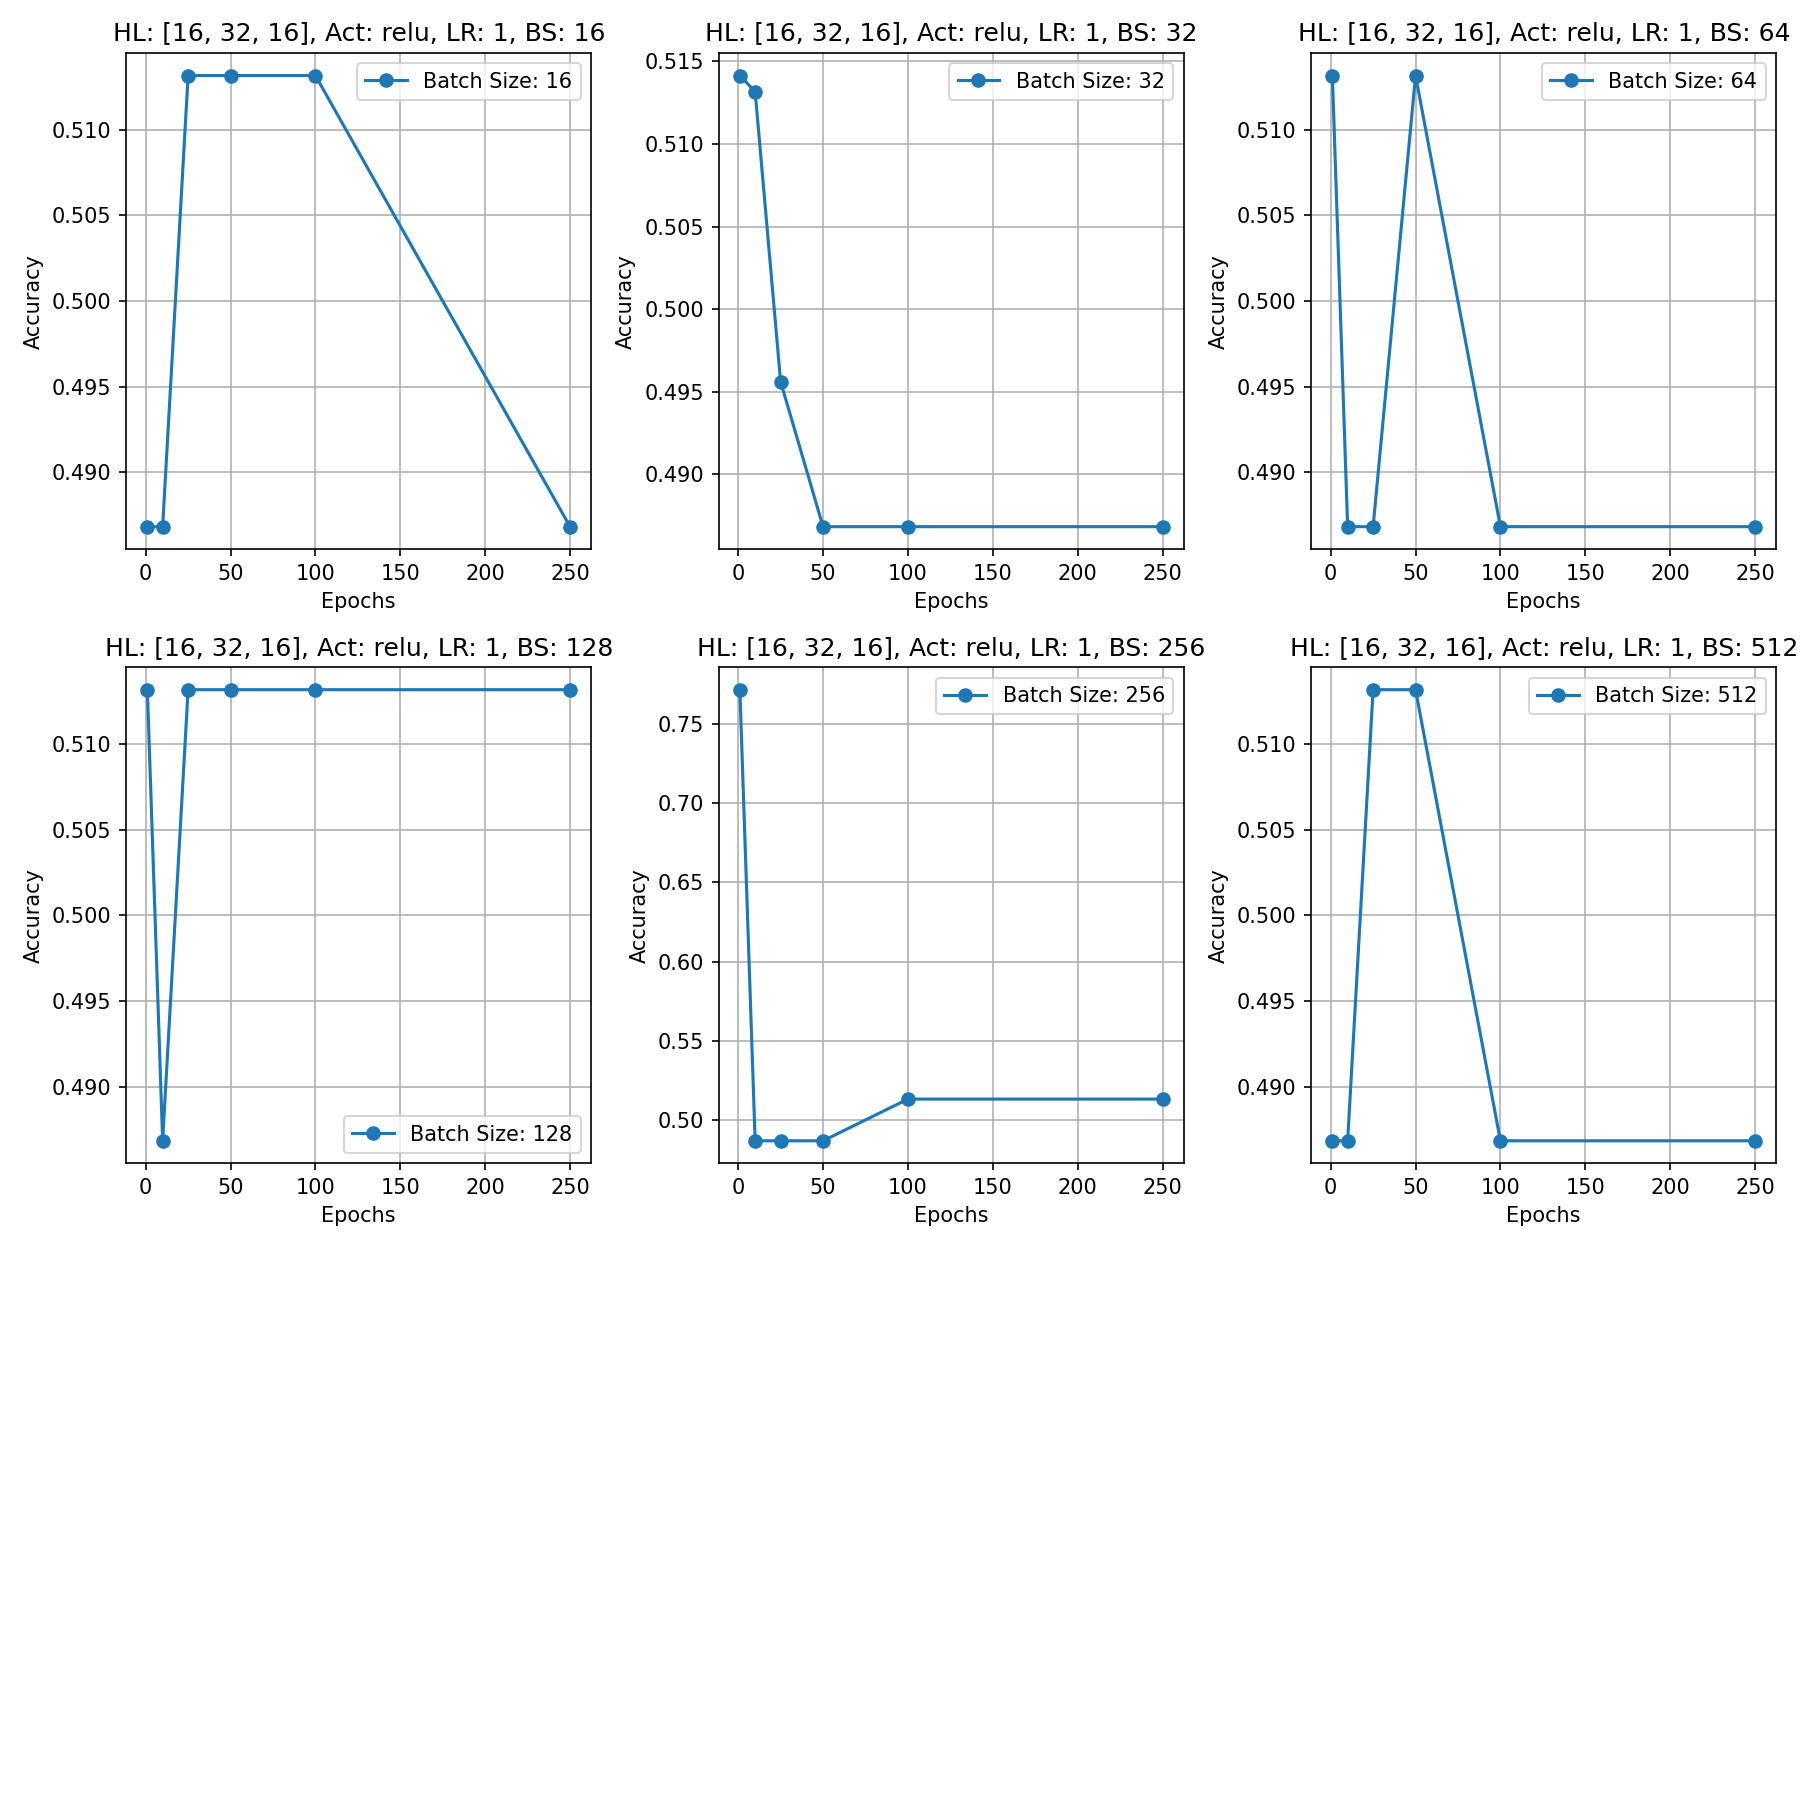 HL: [16, 32, 16], Act: relu, LR: 1, BS: 16
Batch Size: 16
Accuracy
0.510
0.505
0.500
0.495
0.490
0 50 100 150 200 250
Epochs
HL: [16, 32, 16], Act: relu, LR: 1, BS: 32
Batch Size: 32
Accuracy
0.515
0.510
0.505
0.500
0.495
0.490
0 50 100 150 200 250
Epochs
HL: [16, 32, 16], Act: relu, LR: 1, BS: 64
Batch Size: 64
Accuracy
0.510
0.505
0.500
0.495
0.490
0 50 100 150 200 250
Epochs
HL: [16, 32, 16], Act: relu, LR: 1, BS: 128
Accuracy
0.510
0.505
0.500
0.495
0.490
Batch Size: 128
0 50 100 150 200 250
Epochs
HL: [16, 32, 16], Act: relu, LR: 1, BS: 256
Batch Size: 256
Accuracy
0.75
0.70
0.65
0.60
0.55
0.50
0 50 100 150 200 250
Epochs
HL: [16, 32, 16], Act: relu, LR: 1, BS: 512
Batch Size: 512
Accuracy
0.510
0.505
0.500
0.495
0.490
0 50 100 150 200 250
Epochs